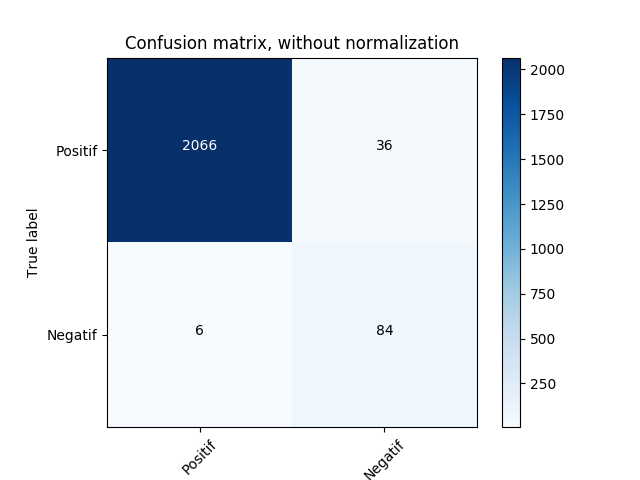 Confusion matrix, without normalization
True label
Positif
Negatif
2066
36
6
84
Positif
Negatif
2000
1750
1500
1250
1000
750
500
250